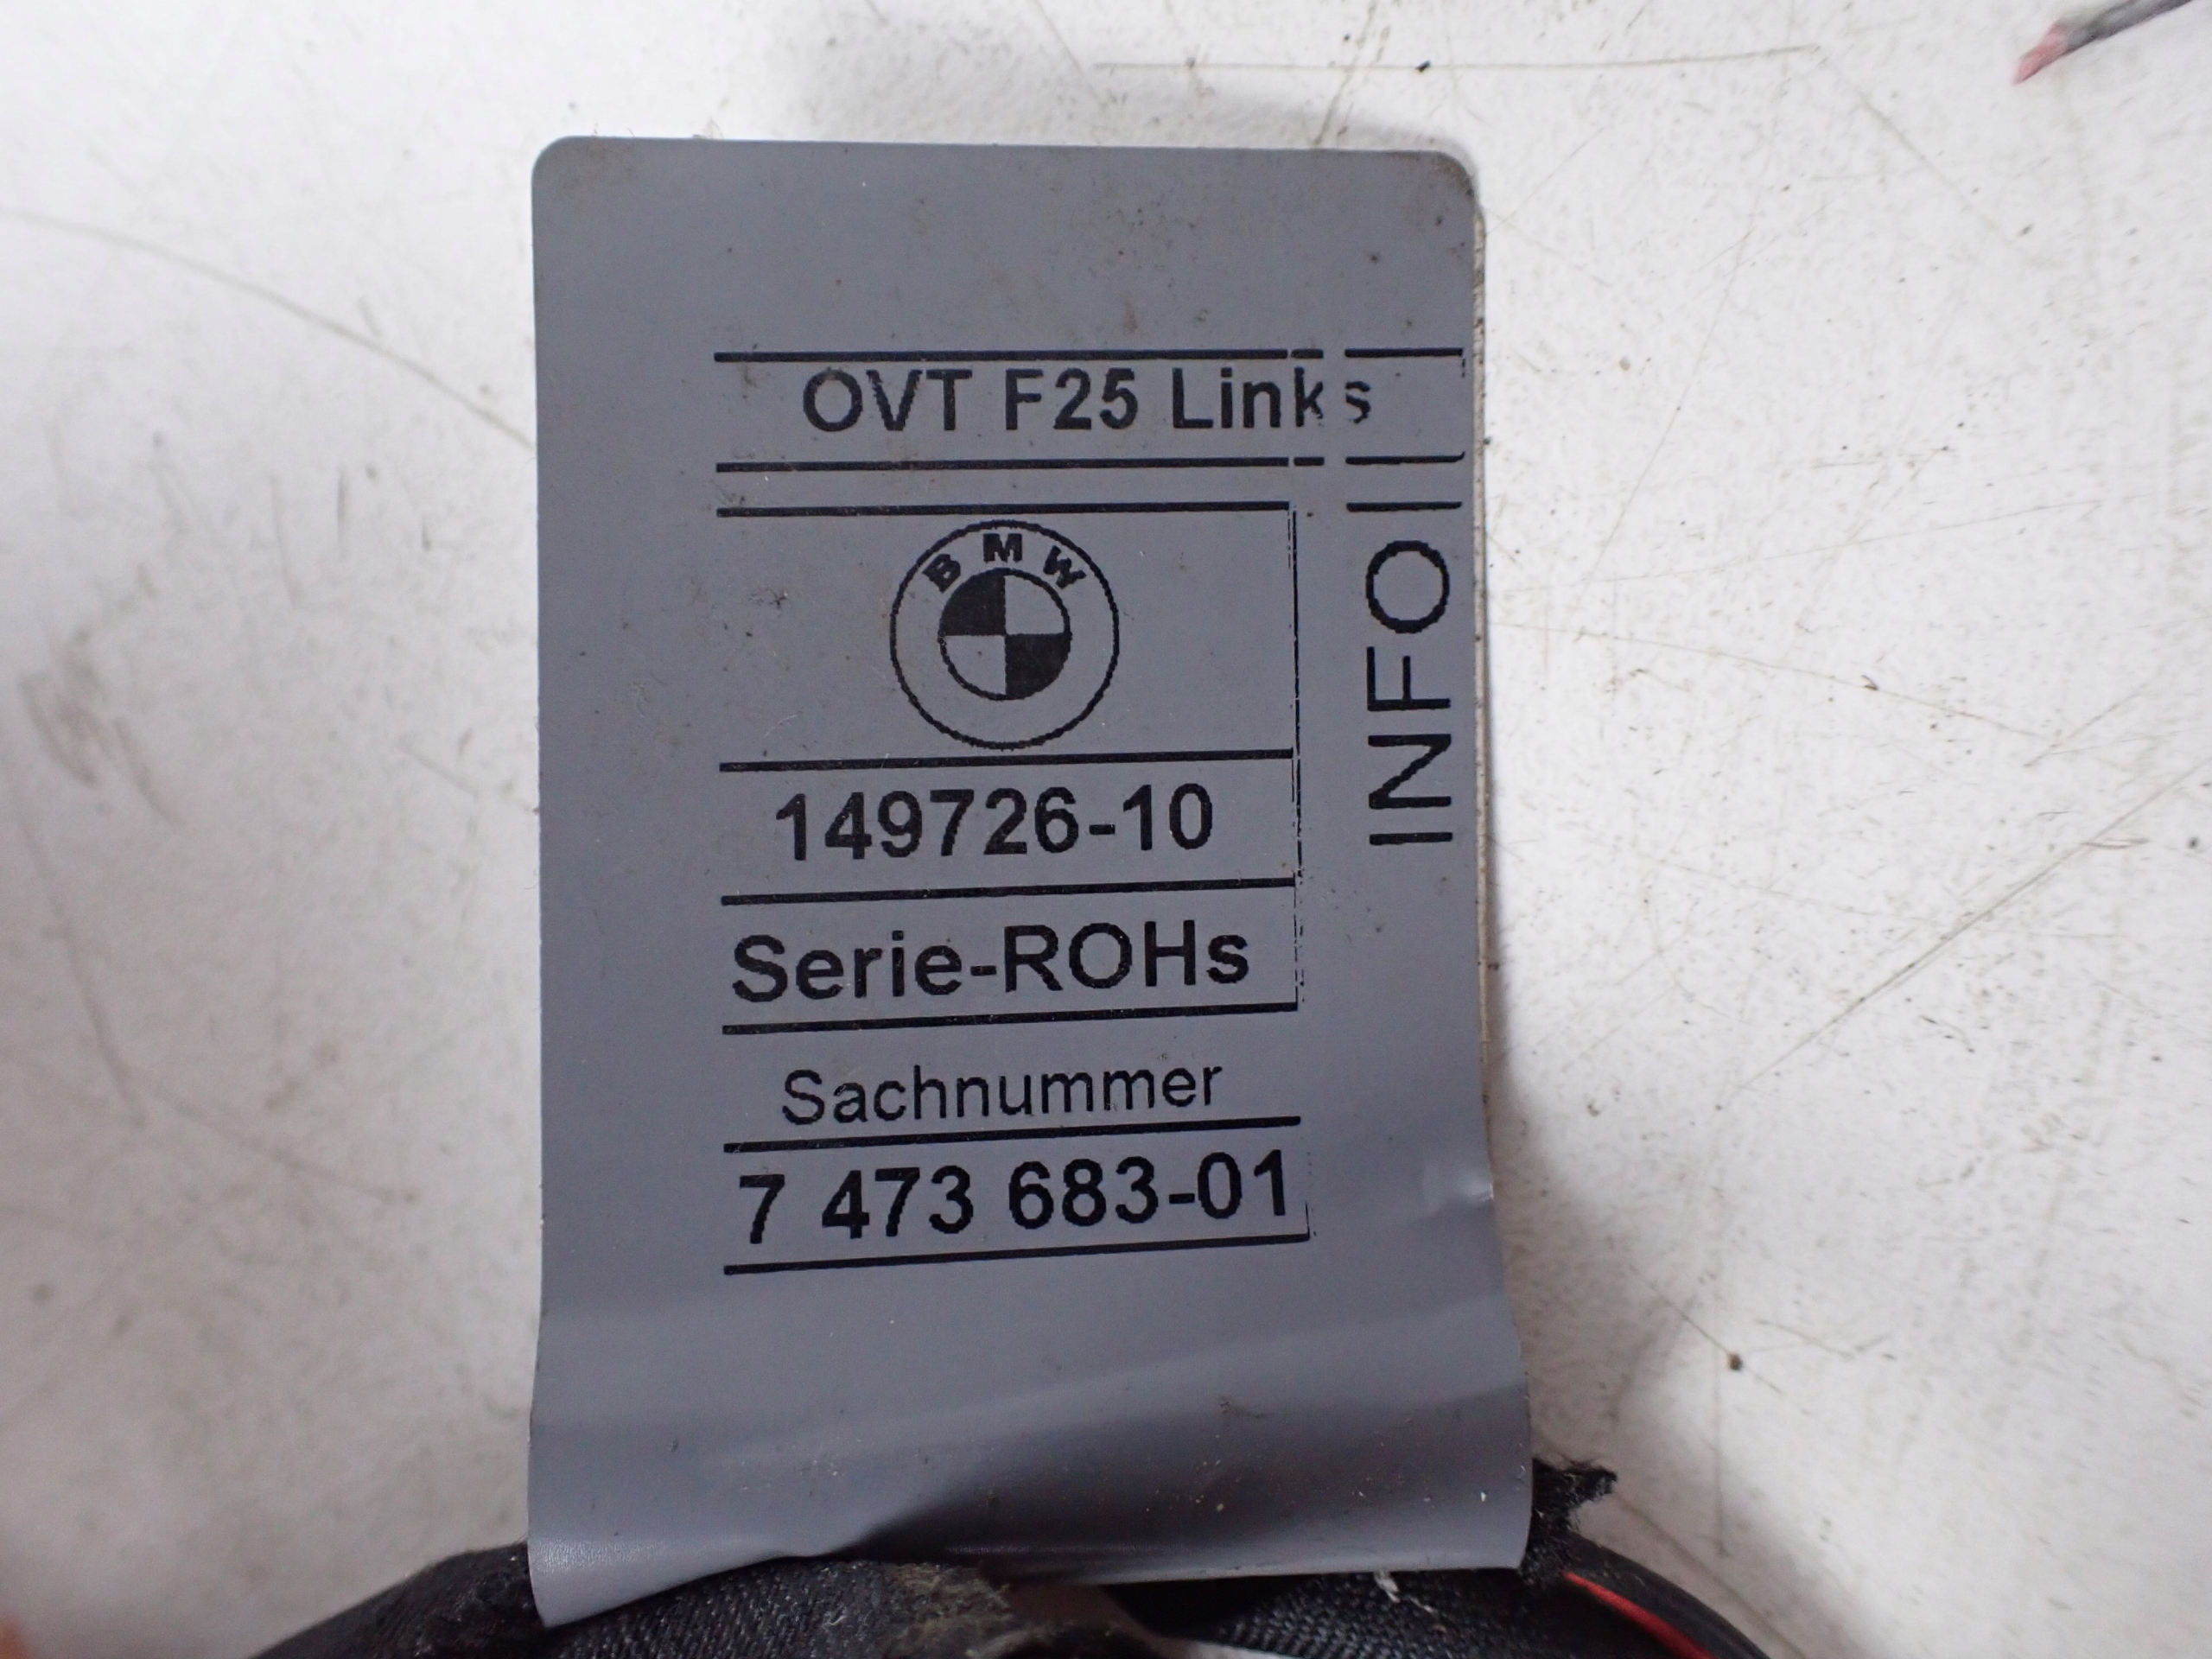 OVT F25 Links
BMW
INFO
149726-10
Serie-ROHs
Sachnummer
7 473 683-01